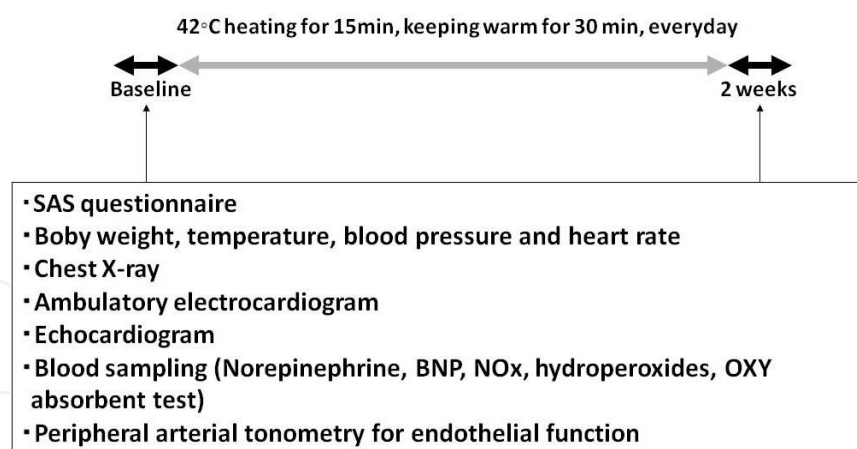 42◦C heating for 15min, keeping warm for 30 min, everyday
Baseline
2 weeks
・SAS questionnaire
・Boby weight, temperature, blood pressure and heart rate
・Chest X-ray
・Ambulatory electrocardiogram
・Echocardiogram
・Blood sampling (Norepinephrine, BNP, NOx, hydroperoxides, OXY
absorbent test)
・Peripheral arterial tonometry for endothelial function